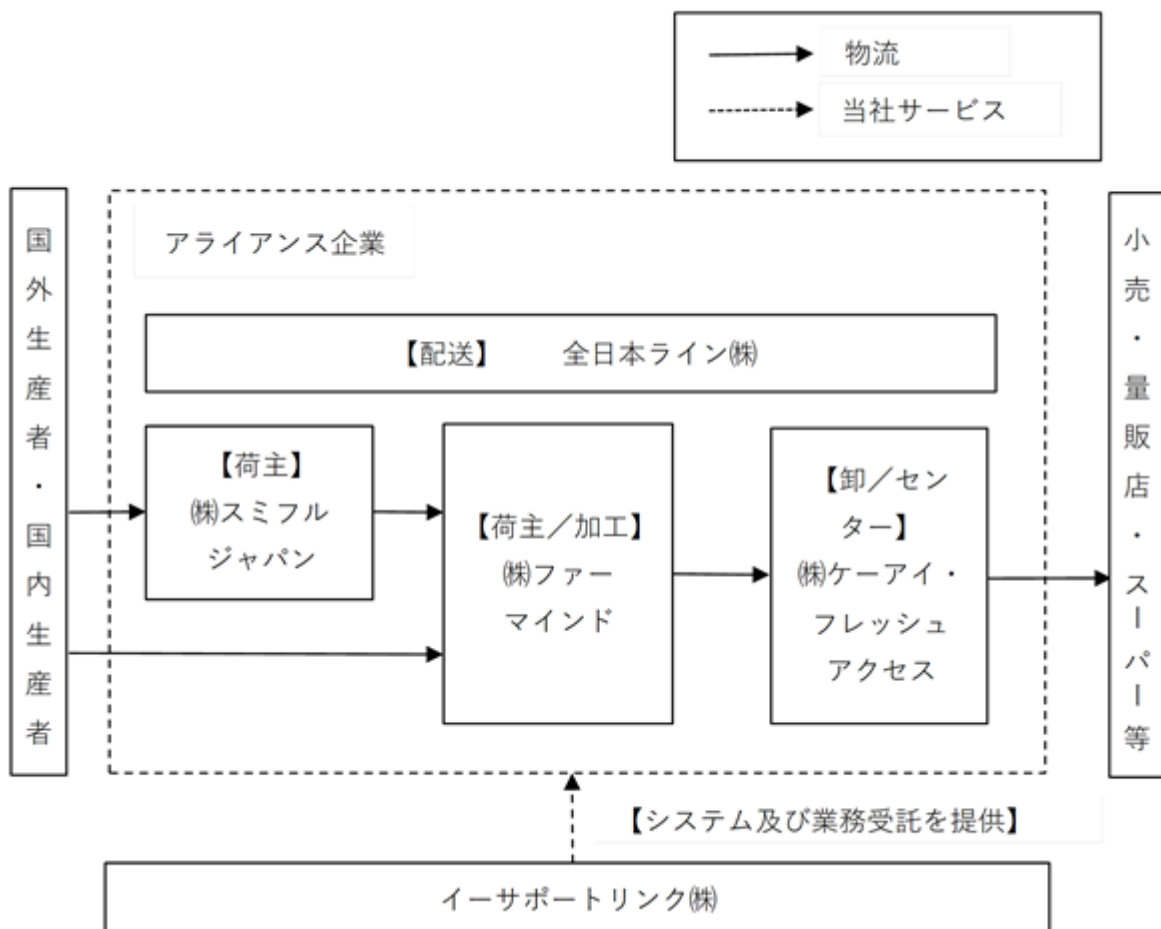 物流
当社サービス
国外生産者・国内生産者
アライアンス企業
【配送】 全日本ライン㈱
【荷主】
㈱スミフル
ジャパン
【荷主／加工】
㈱ファー
マインド
【卸／セン
ター】
㈱ケーアイ・
フレッシュ
アクセス
小売・量販店・スーパー等
【システム及び業務受託を提供】
イーサポートリンク㈱